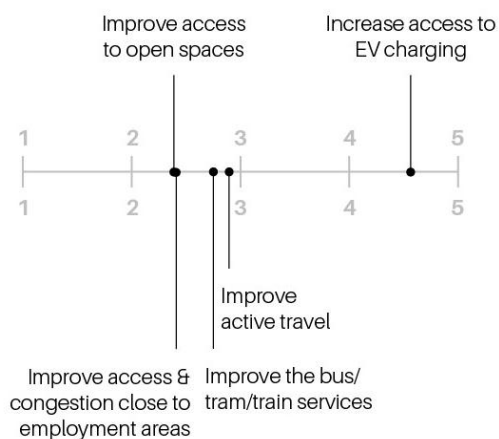 Improve access
to open spaces
Increase access to
EV charging
1 2 3 4 5
1 2 3 4 5
Improve
active travel
Improve access &
congestion close to
employment areas
Improve the bus/
tram/train services